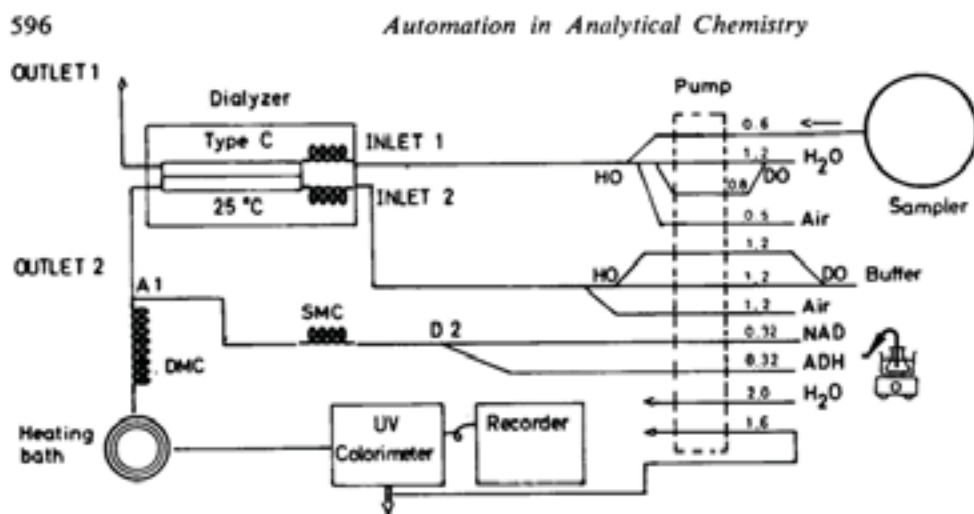 596 Automation in Analytical Chemistry
OUTLET 1
Dialyzer
Pump
Type C
INLET 1
0.6
1.2 H₂O
HO
0.8 DO
25 °C
INLET 2
0.5 Air
Sampler
1.2
OUTLET 2
HO
1.2 DO Buffer
A1
1.2 Air
SMC
D2
0.32 NAD
DMC
0.32 ADH
2.0 H₂O
Heating bath
UV Colorimeter
Recorder
1.6